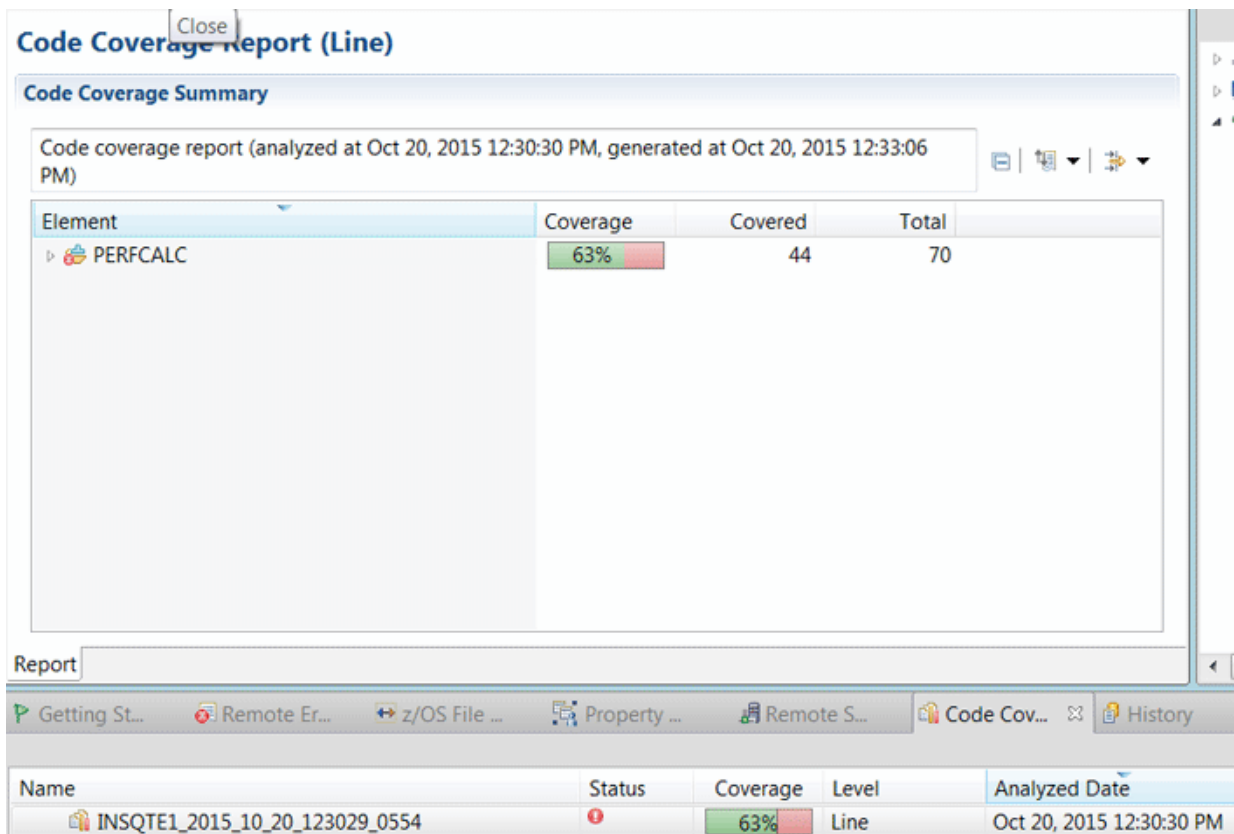 Close
Code Coverage Report (Line)
Code Coverage Summary
Code coverage report (analyzed at Oct 20, 2015 12:30:30 PM, generated at Oct 20, 2015 12:33:06
PM)
Element Coverage Covered Total
PERFCALC 63% 44 70
Report
Getting St... Remote Er... z/OS File ... Property ... Remote S... Code Cov... History
Name Status Coverage Level Analyzed Date
INSQTE1_2015_10_20_123029_0554 63% Line Oct 20, 2015 12:30:30 PM